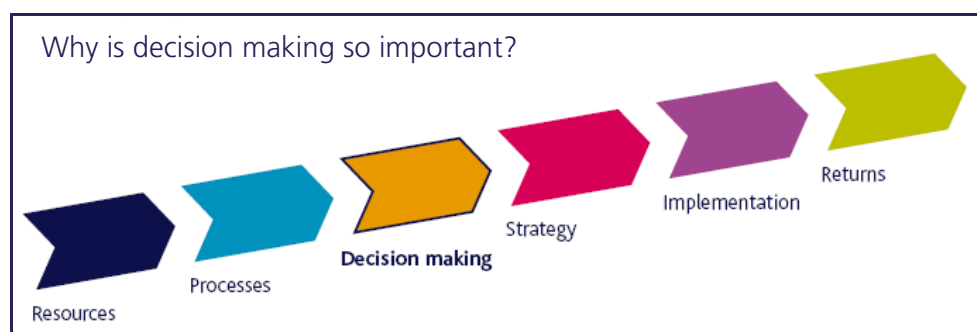 Why is decision making so important?
Resources
Processes
Decision making
Strategy
Implementation
Returns